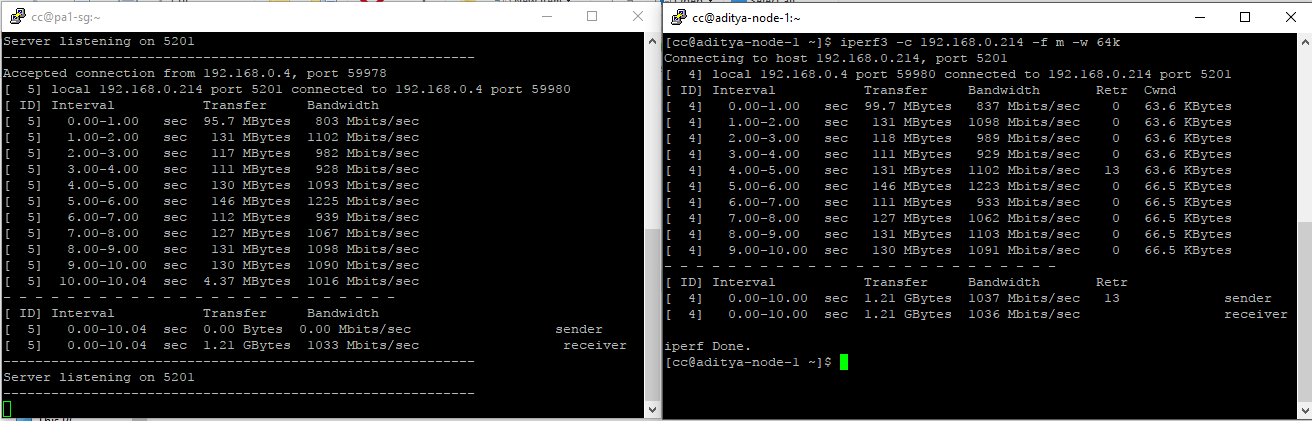 cc@pa1-sg:~
Server listening on 5201
-----------------------------------------------------------
Accepted connection from 192.168.0.4, port 59978
[  5] local 192.168.0.214 port 5201 connected to 192.168.0.4 port 59980
[ ID] Interval           Transfer     Bandwidth
[  5]   0.00-1.00   sec  95.7 MBytes   803 Mbits/sec
[  5]   1.00-2.00   sec   131 MBytes  1102 Mbits/sec
[  5]   2.00-3.00   sec   117 MBytes   982 Mbits/sec
[  5]   3.00-4.00   sec   111 MBytes   928 Mbits/sec
[  5]   4.00-5.00   sec   130 MBytes  1093 Mbits/sec
[  5]   5.00-6.00   sec   146 MBytes  1225 Mbits/sec
[  5]   6.00-7.00   sec   112 MBytes   939 Mbits/sec
[  5]   7.00-8.00   sec   127 MBytes  1067 Mbits/sec
[  5]   8.00-9.00   sec   131 MBytes  1098 Mbits/sec
[  5]   9.00-10.00  sec   130 MBytes  1090 Mbits/sec
[  5]  10.00-10.04  sec  4.37 MBytes  1016 Mbits/sec
- - - - - - - - - - - - - - - - - - - - - - - - -
[ ID] Interval           Transfer     Bandwidth
[  5]   0.00-10.04  sec  0.00 Bytes  0.00 Mbits/sec                  sender
[  5]   0.00-10.04  sec  1.21 GBytes  1033 Mbits/sec                  receiver
-----------------------------------------------------------
Server listening on 5201
-----------------------------------------------------------
cc@aditya-node-1:~
[cc@aditya-node-1 ~]$ iperf3 -c 192.168.0.214 -f m -w 64k
Connecting to host 192.168.0.214, port 5201
[  4] local 192.168.0.4 port 59980 connected to 192.168.0.214 port 5201
[ ID] Interval           Transfer     Bandwidth       Retr  Cwnd
[  4]   0.00-1.00   sec  99.7 MBytes   837 Mbits/sec    0   63.6 KBytes
[  4]   1.00-2.00   sec   131 MBytes  1098 Mbits/sec    0   63.6 KBytes
[  4]   2.00-3.00   sec   118 MBytes   989 Mbits/sec    0   63.6 KBytes
[  4]   3.00-4.00   sec   111 MBytes   929 Mbits/sec    0   63.6 KBytes
[  4]   4.00-5.00   sec   131 MBytes  1102 Mbits/sec   13   63.6 KBytes
[  4]   5.00-6.00   sec   146 MBytes  1223 Mbits/sec    0   66.5 KBytes
[  4]   6.00-7.00   sec   111 MBytes   933 Mbits/sec    0   66.5 KBytes
[  4]   7.00-8.00   sec   127 MBytes  1062 Mbits/sec    0   66.5 KBytes
[  4]   8.00-9.00   sec   131 MBytes  1103 Mbits/sec    0   66.5 KBytes
[  4]   9.00-10.00  sec   130 MBytes  1091 Mbits/sec    0   66.5 KBytes
- - - - - - - - - - - - - - - - - - - - - - - - -
[ ID] Interval           Transfer     Bandwidth       Retr
[  4]   0.00-10.00  sec  1.21 GBytes  1037 Mbits/sec   13             sender
[  4]   0.00-10.00  sec  1.21 GBytes  1036 Mbits/sec                  receiver
iperf Done.
[cc@aditya-node-1 ~]$